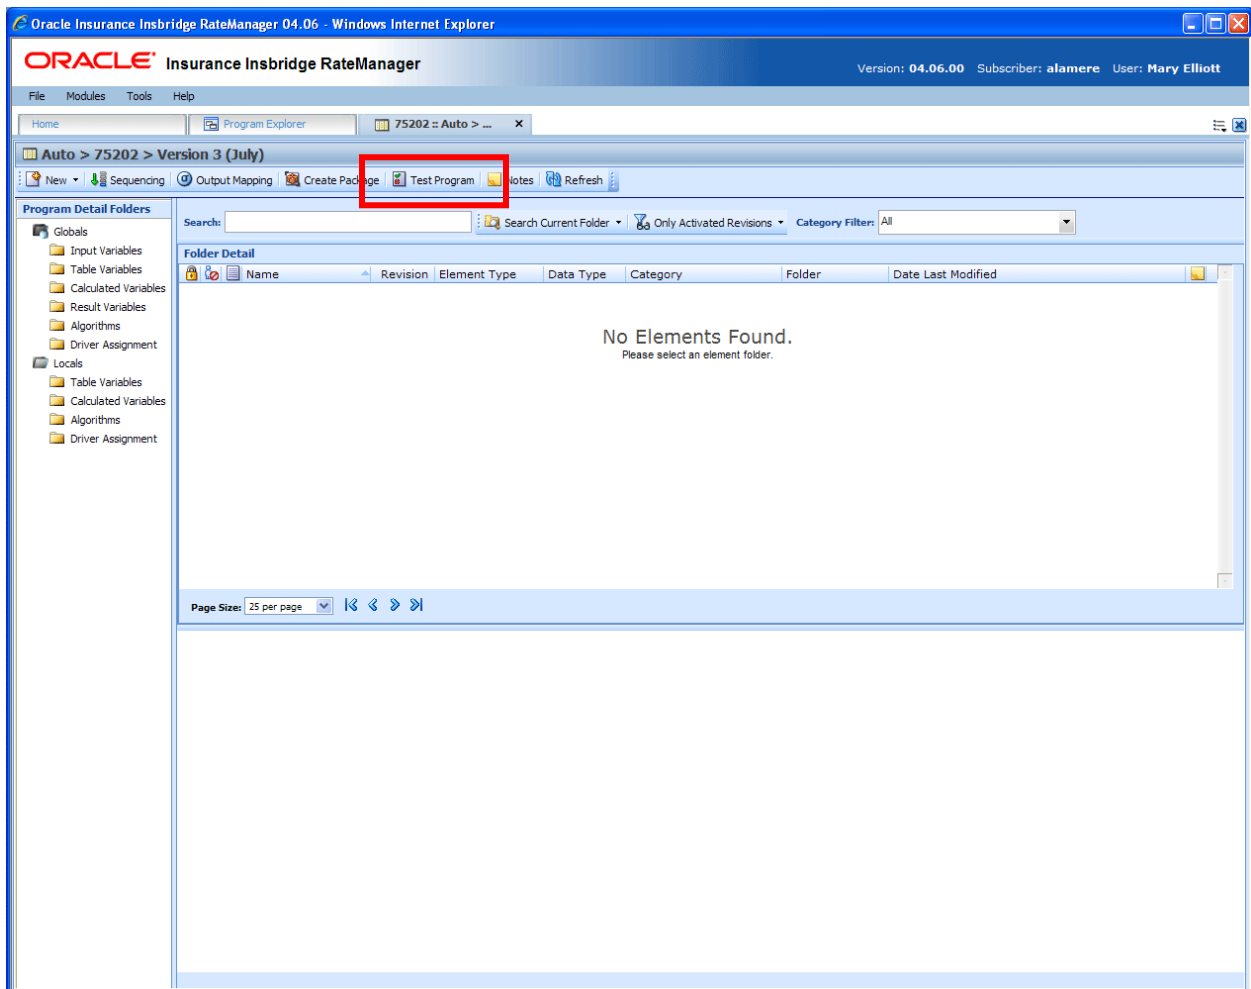 Oracle Insurance Insbridge RateManager 04.06 - Windows Internet Explorer
ORACLE Insurance Insbridge RateManager
Version: 04.06.00 Subscriber: alamere User: Mary Elliott
File Modules Tools Help
Home Program Explorer 75202 :: Auto > ... x
Auto > 75202 > Version 3 (July)
New Sequencing Output Mapping Create Package Test Program Notes Refresh
Program Detail Folders
Globals
Input Variables
Table Variables
Calculated Variables
Result Variables
Algorithms
Driver Assignment
Locals
Table Variables
Calculated Variables
Algorithms
Driver Assignment
Search: Search Current Folder Only Activated Revisions Category Filter: All
Folder Detail
Name Revision Element Type Data Type Category Folder Date Last Modified
No Elements Found.
Please select an element folder.
Page Size: 25 per page